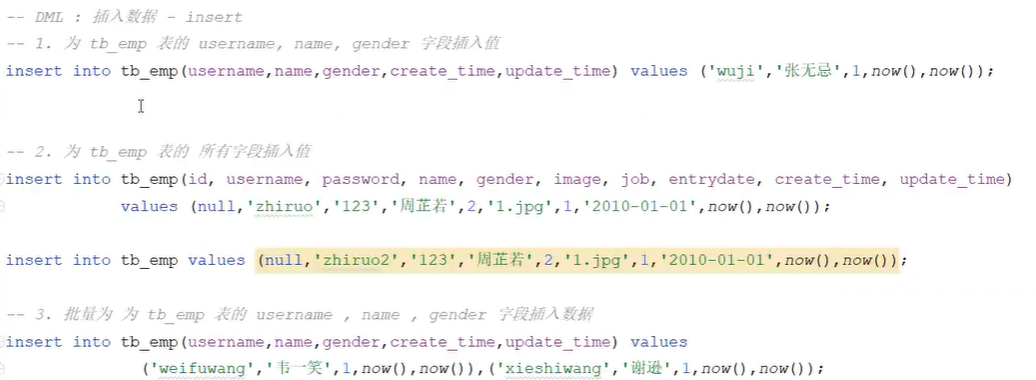 -- DML : 插入数据 - insert
-- 1. 为 tb_emp 表的 username, name, gender 字段插入值
insert into tb_emp(username,name,gender,create_time,update_time) values ('wuji','张无忌',1,now(),now());
-- 2. 为 tb_emp 表的 所有字段插入值
insert into tb_emp(id, username, password, name, gender, image, job, entrydate, create_time, update_time)
values (null,'zhiruo','123','周芷若',2,'1.jpg',1,'2010-01-01',now(),now());
insert into tb_emp values (null,'zhiruo2','123','周芷若',2,'1.jpg',1,'2010-01-01',now(),now());
-- 3. 批量为 为 tb_emp 表的 username , name , gender 字段插入数据
insert into tb_emp(username,name,gender,create_time,update_time) values
('weifuwang','韦一笑',1,now(),now()),('xieshiwang','谢逊',1,now(),now());